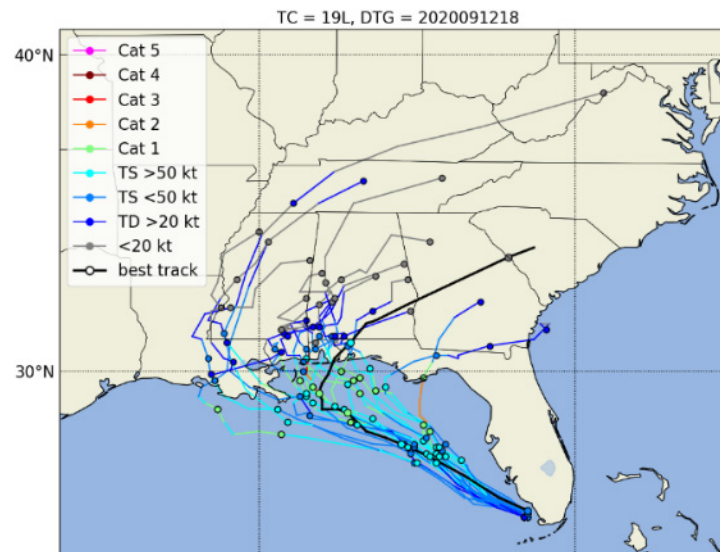 TC = 19L, DTG = 2020091218
40°N
Cat 5
Cat 4
Cat 3
Cat 2
Cat 1
TS >50 kt
TS <50 kt
TD >20 kt
<20 kt
best track
30°N